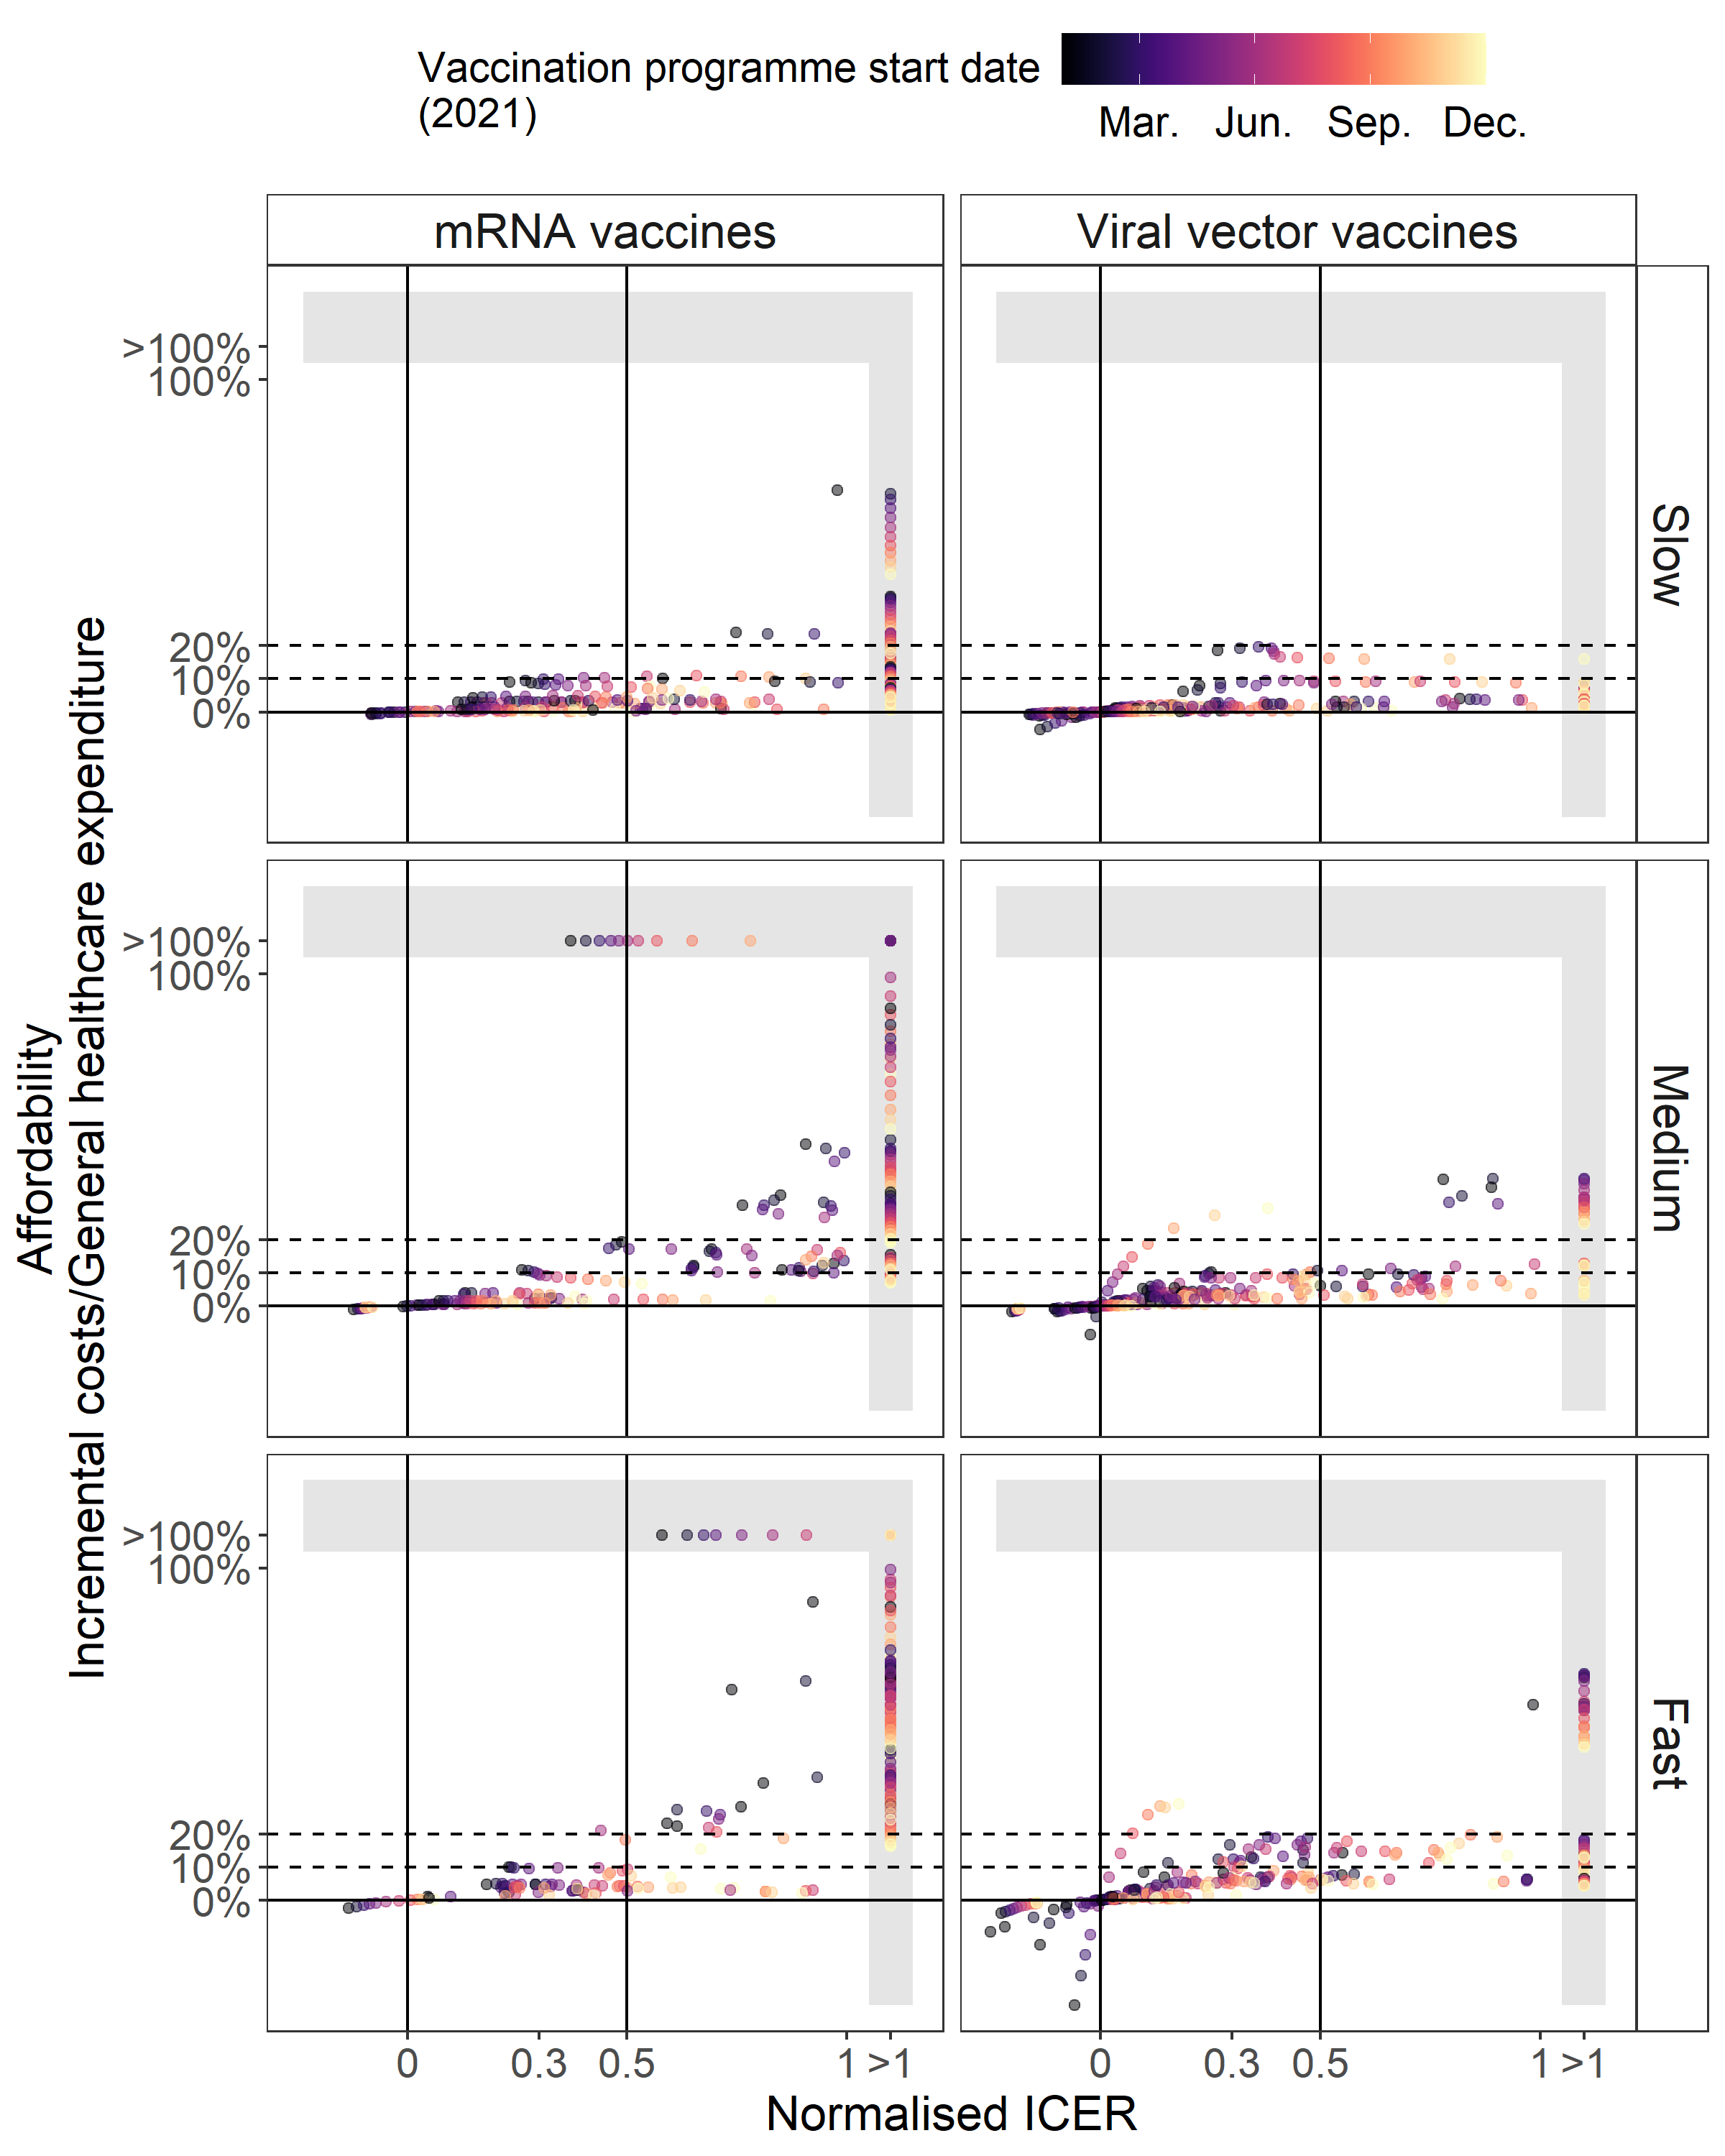 Vaccination programme start date
(2021)
Mar. Jun. Sep. Dec.
mRNA vaccines
Viral vector vaccines
>100%
100%
20%
10%
0%
Slow
>100%
100%
20%
10%
0%
Medium
>100%
100%
20%
10%
0%
Fast
Affordability
Incremental costs/General healthcare expenditure
0 0.3 0.5 1 >1
0 0.3 0.5 1 >1
Normalised ICER